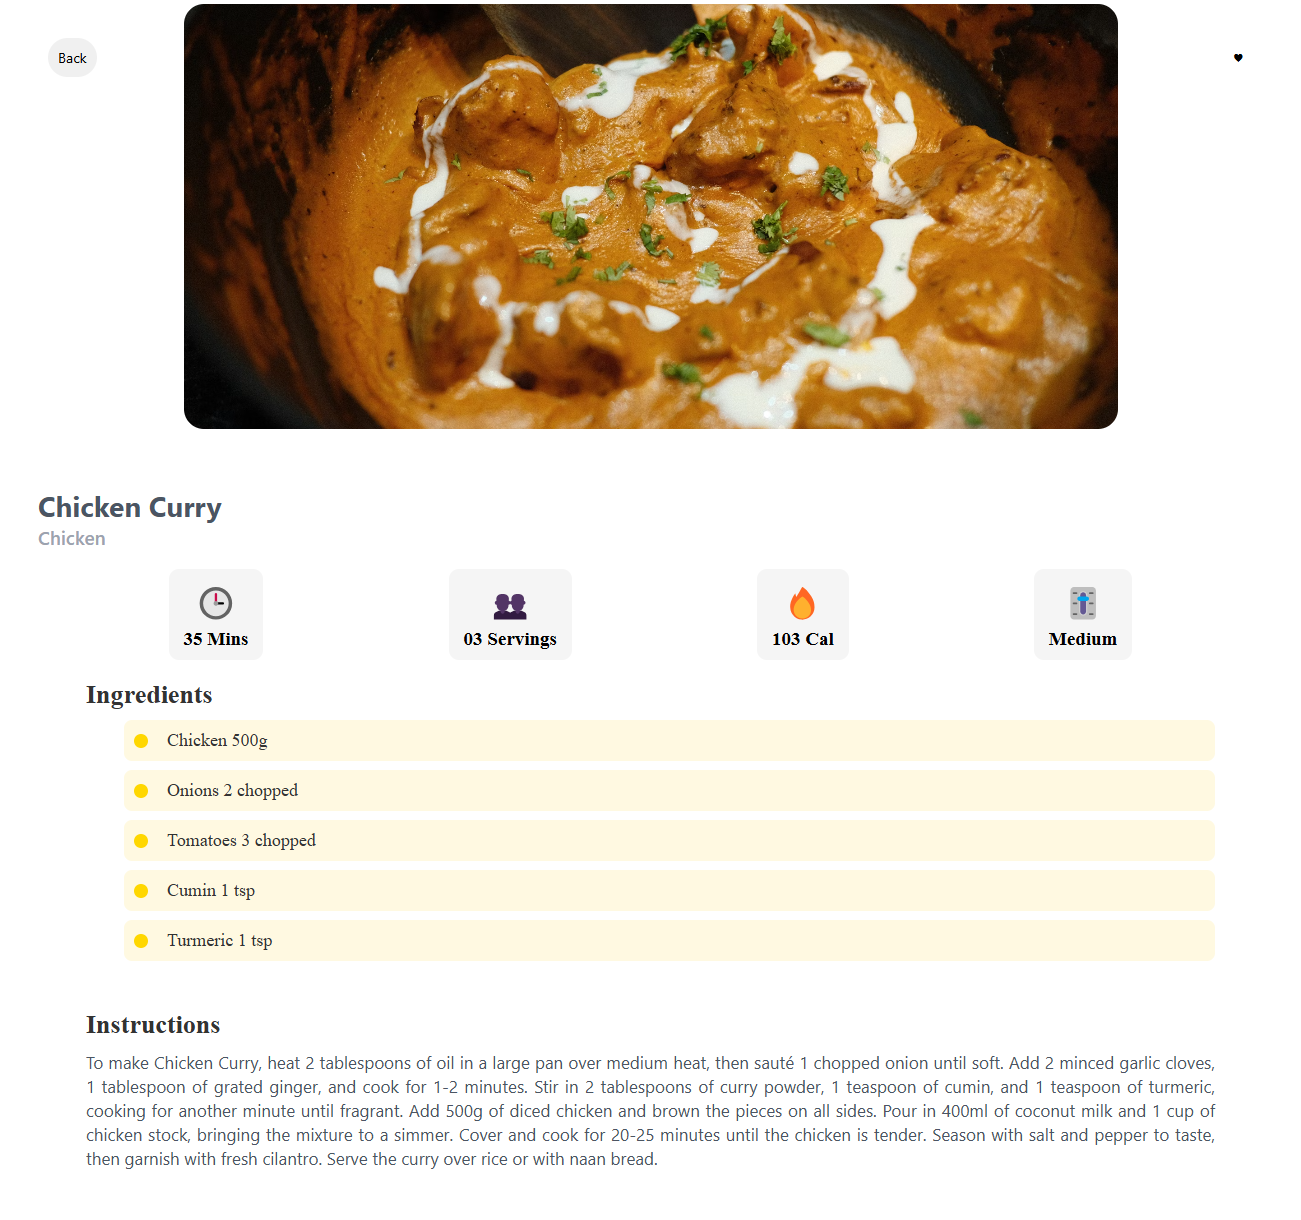 Back
Chicken Curry
Chicken
35 Mins
03 Servings
103 Cal
Medium
Ingredients
Chicken 500g
Onions 2 chopped
Tomatoes 3 chopped
Cumin 1 tsp
Turmeric 1 tsp
Instructions
To make Chicken Curry, heat 2 tablespoons of oil in a large pan over medium heat, then sauté 1 chopped onion until soft. Add 2 minced garlic cloves,
1 tablespoon of grated ginger, and cook for 1-2 minutes. Stir in 2 tablespoons of curry powder, 1 teaspoon of cumin, and 1 teaspoon of turmeric,
cooking for another minute until fragrant. Add 500g of diced chicken and brown the pieces on all sides. Pour in 400ml of coconut milk and 1 cup of
chicken stock, bringing the mixture to a simmer. Cover and cook for 20-25 minutes until the chicken is tender. Season with salt and pepper to taste,
then garnish with fresh cilantro. Serve the curry over rice or with naan bread.